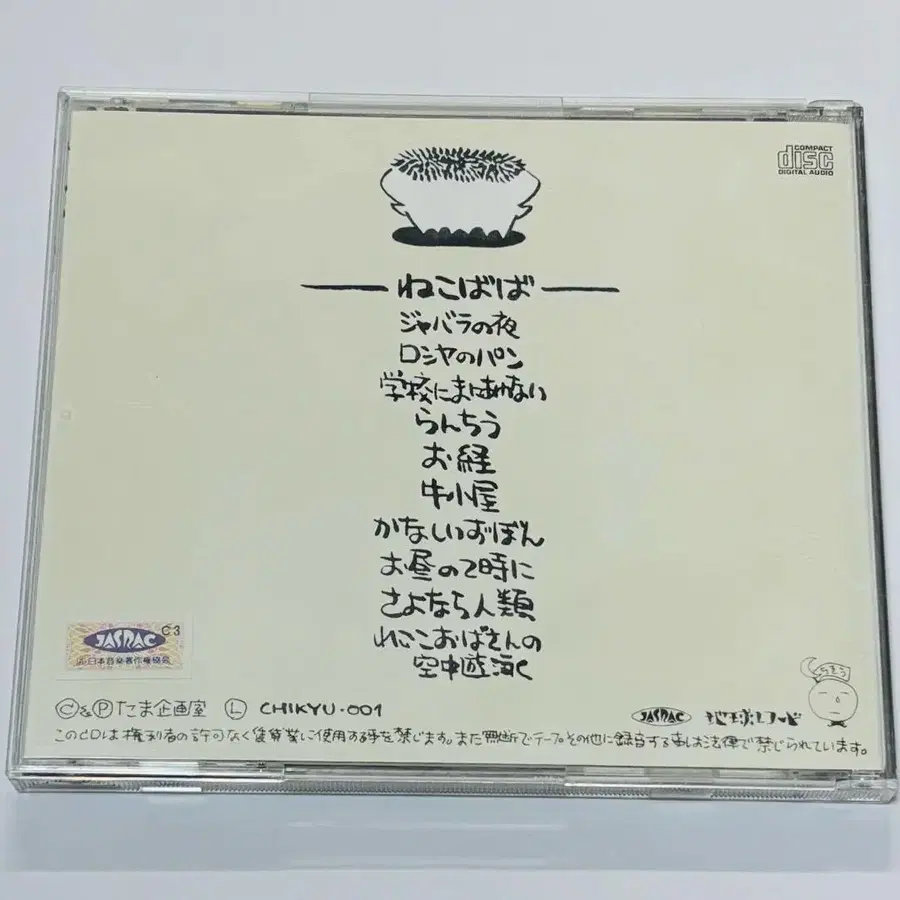 COMPACT
disc
DIGITAL AUDIO
ねこばば
ジャバラの夜
ロシヤのパン
学校にまにあわない
らんちう
お経
牛小屋
かなしいずぼん
お昼の2時に
さよなら人類
れいこおばさんの
空中遊泳
C3
JASRAC
(社)日本音楽著作権協会
Ⓒ&Ⓟたま企画室 Ⓛ CHIKYU・001
JASRAC 地球レコード
ちきう
このCDは権利者の許可なく賃貸業に使用する事を禁じます。また無断でテープその他に録音する事は法律で禁じられています。